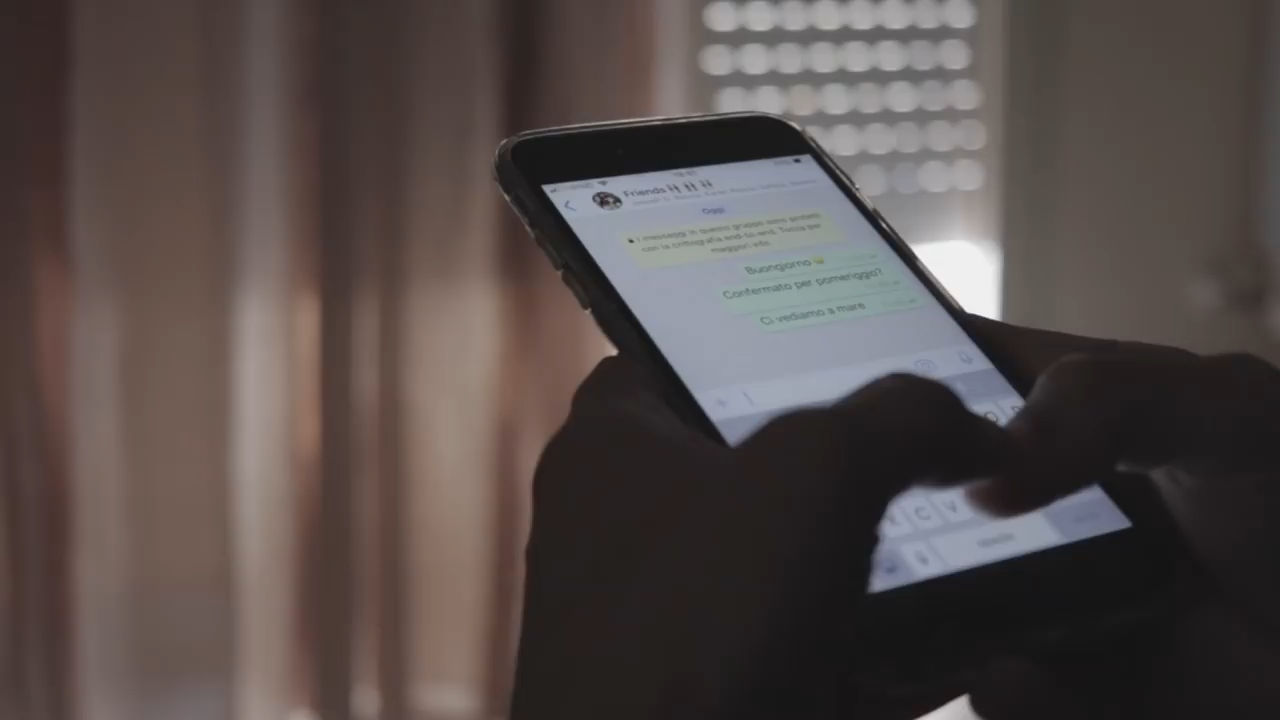 Friends
Oggi
I messaggi in questo gruppo sono protetti
con la crittografia end-to-end. Tocca per
maggiori info.
Buongiorno 😄
Confermato per pomeriggio?
Ci vediamo a mare
O P
X C V